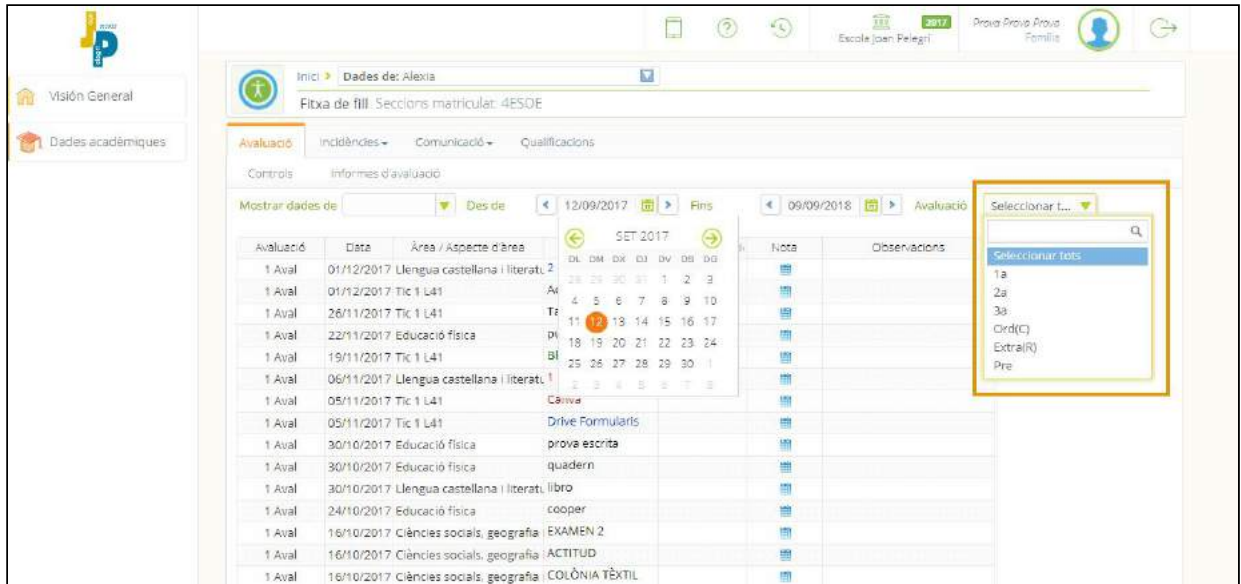 JP
2017
Escola Joan Pelegrí
Prova Prova Prova
Família
Visión General
Dades acadèmiques
Inici > Dades de: Alexia
Fitxa de fill. Seccions matriculat: 4ESOE
Avaluació Incidències Comunicació Qualificacions
Controls Informes d'avaluació
Mostrar dades de Des de 12/09/2017 Fins 09/09/2018 Avaluació Seleccionar t...
SET 2017
DL DM DX DJ DV DS DG
28 29 30 31 1 2 3
4 5 6 7 8 9 10
11 12 13 14 15 16 17
18 19 20 21 22 23 24
25 26 27 28 29 30 1
2 3 4 5 6 7 8
Seleccionar tots
1a
2a
3a
Ord(C)
Extra(R)
Pre
Avaluació Data Àrea / Aspecte d'àrea Nota Observacions
1 Aval 01/12/2017 Llengua castellana i literatu 2
1 Aval 01/12/2017 Tic 1 L41
1 Aval 26/11/2017 Tic 1 L41
1 Aval 22/11/2017 Educació física
1 Aval 19/11/2017 Tic 1 L41
1 Aval 06/11/2017 Llengua castellana i literatu 1
1 Aval 05/11/2017 Tic 1 L41 Canva
1 Aval 05/11/2017 Tic 1 L41 Drive Formularis
1 Aval 30/10/2017 Educació física prova escrita
1 Aval 30/10/2017 Educació física quadern
1 Aval 30/10/2017 Llengua castellana i literatu libro
1 Aval 24/10/2017 Educació física cooper
1 Aval 16/10/2017 Ciències socials, geografia EXAMEN 2
1 Aval 16/10/2017 Ciències socials, geografia ACTITUD
1 Aval 16/10/2017 Ciències socials, geografia COLÒNIA TÈXTIL